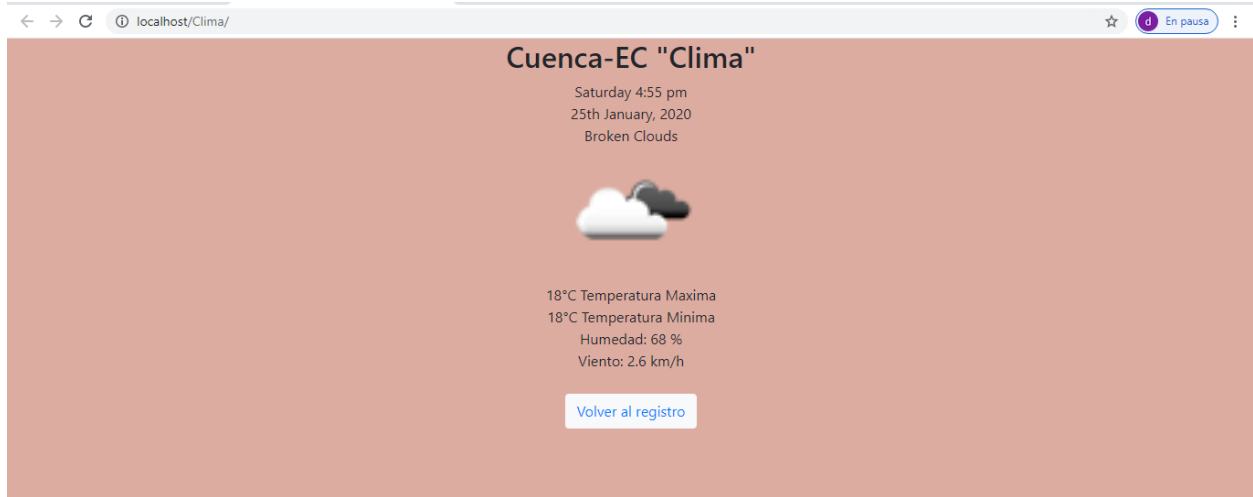 localhost/Clima/
d En pausa
Cuenca-EC "Clima"
Saturday 4:55 pm
25th January, 2020
Broken Clouds
18°C Temperatura Maxima
18°C Temperatura Minima
Humedad: 68 %
Viento: 2.6 km/h
Volver al registro